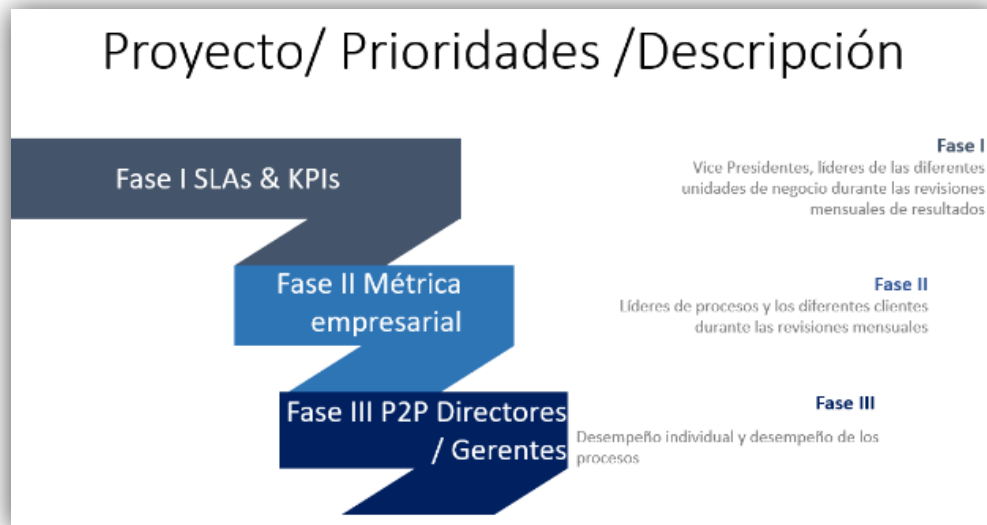 Proyecto/ Prioridades /Descripción
Fase I SLAs & KPIs
Fase I
Vice Presidentes, líderes de las diferentes
unidades de negocio durante las revisiones
mensuales de resultados
Fase II Métrica
empresarial
Fase II
Líderes de procesos y los diferentes clientes
durante las revisiones mensuales
Fase III P2P Directores
/ Gerentes
Fase III
Desempeño individual y desempeño de los
procesos